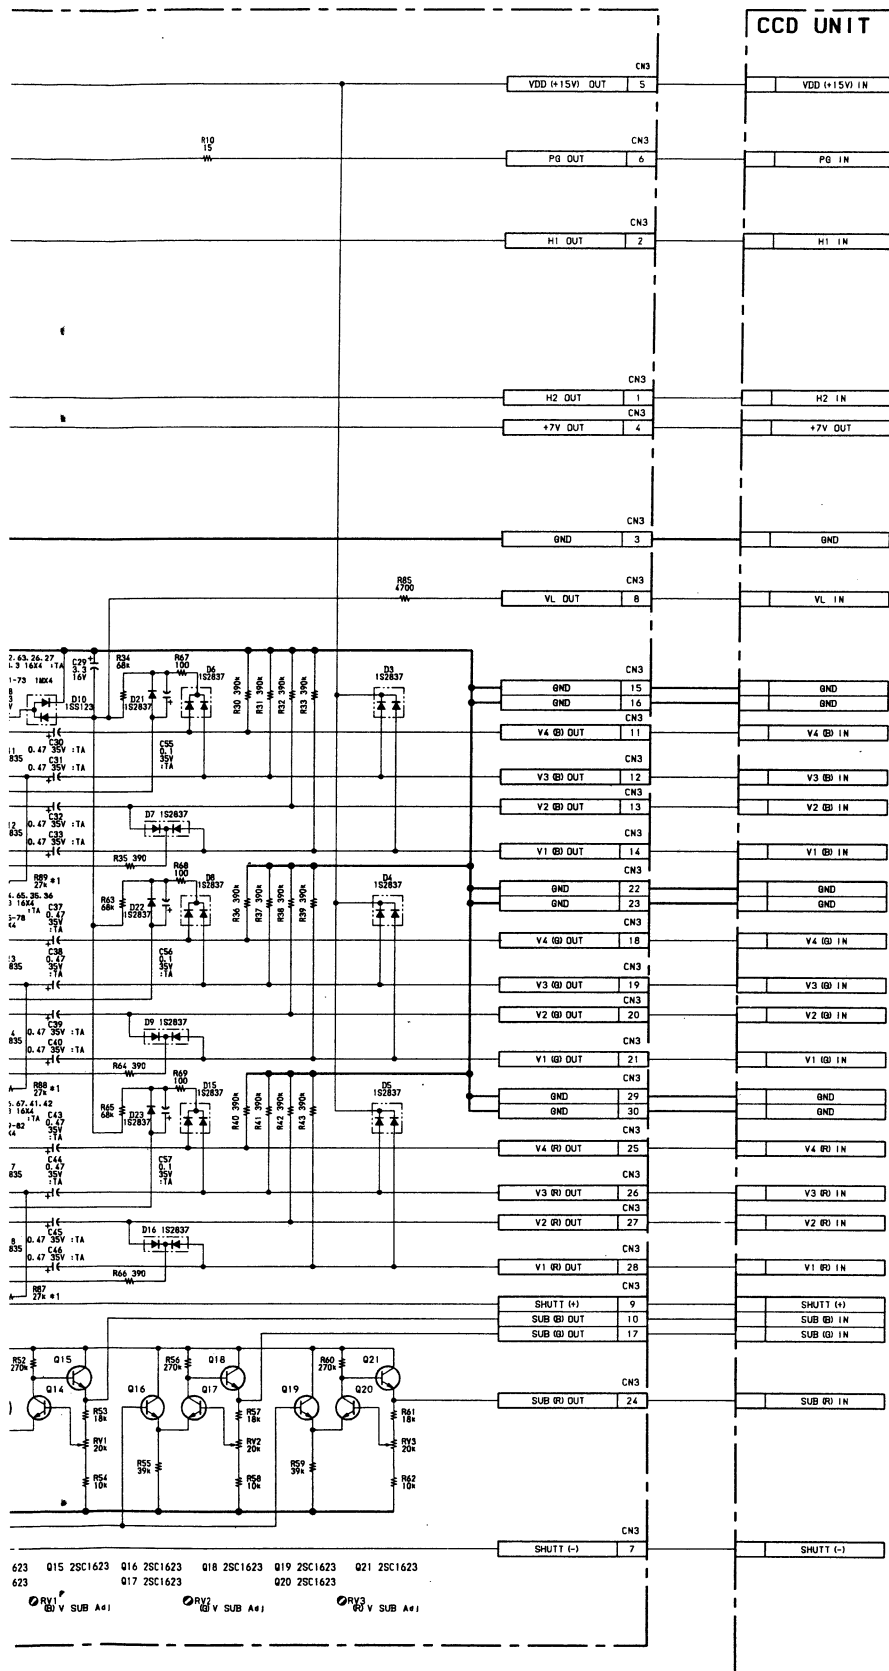 CCD UNIT
CN3
VDD (+15V) OUT 5 VDD (+15V) IN
R10
15
CN3
PG OUT 6 PG IN
CN3
H1 OUT 2 H1 IN
CN3
H2 OUT 1 H2 IN
CN3
+7V OUT 4 +7V OUT
CN3
GND 3 GND
R85
4700
CN3
VL OUT 8 VL IN
2.63.26.27
.3 16X4 :TA
C29
3.3
16V
R34
68k
R67
100
D6
1S2837
D3
1S2837
D10
1SS123
D21
1S2837
R30 390k
R31 390k
R32 390k
R33 390k
CN3
GND 15 GND
GND 16 GND
C30
0.47 35V :TA
C31
0.47 35V :TA
C55
0.1
35V
:TA
CN3
V4 (B) OUT 11 V4 (B) IN
CN3
V3 (B) OUT 12 V3 (B) IN
CN3
V2 (B) OUT 13 V2 (B) IN
C32
0.47 35V :TA
C33
0.47 35V :TA
D7 1S2837
CN3
V1 (B) OUT 14 V1 (B) IN
R35 390
R89
27k *1
R68
100
D8
1S2837
D4
1S2837
R63
68k
D22
1S2837
C37
0.47
35V
:TA
R36 390k
R37 390k
R38 390k
R39 390k
CN3
GND 22 GND
GND 23 GND
C38
0.47
35V
:TA
C56
0.1
35V
:TA
CN3
V4 (G) OUT 18 V4 (G) IN
CN3
V3 (G) OUT 19 V3 (G) IN
CN3
V2 (G) OUT 20 V2 (G) IN
C39
0.47 35V :TA
C40
0.47 35V :TA
D9 1S2837
CN3
V1 (G) OUT 21 V1 (G) IN
R64 390
R88
27k *1
R69
100
D15
1S2837
D5
1S2837
R65
68k
D23
1S2837
C43
0.47
35V
:TA
R40 390k
R41 390k
R42 390k
R43 390k
CN3
GND 29 GND
GND 30 GND
C44
0.47
35V
:TA
C57
0.1
35V
:TA
CN3
V4 (R) OUT 25 V4 (R) IN
CN3
V3 (R) OUT 26 V3 (R) IN
CN3
V2 (R) OUT 27 V2 (R) IN
C45
0.47 35V :TA
C46
0.47 35V :TA
D16 1S2837
CN3
V1 (R) OUT 28 V1 (R) IN
R66 390
R87
27k *1
CN3
SHUTT (+) 9 SHUTT (+)
SUB (B) OUT 10 SUB (B) IN
SUB (G) OUT 17 SUB (G) IN
R52
270k
Q15
Q14
R56
270k
Q18
Q16
Q17
R60
270k
Q21
Q19
Q20
CN3
SUB (R) OUT 24 SUB (R) IN
R53
18k
RV1
20k
R54
10k
R55
39k
R57
18k
RV2
20k
R58
10k
R59
39k
R61
18k
RV3
20k
R62
10k
CN3
SHUTT (-) 7 SHUTT (-)
623 Q15 2SC1623 Q16 2SC1623 Q18 2SC1623 Q19 2SC1623 Q21 2SC1623
623 Q17 2SC1623 Q20 2SC1623
RV1
(B) V SUB Adj
RV2
(G) V SUB Adj
RV3
(R) V SUB Adj